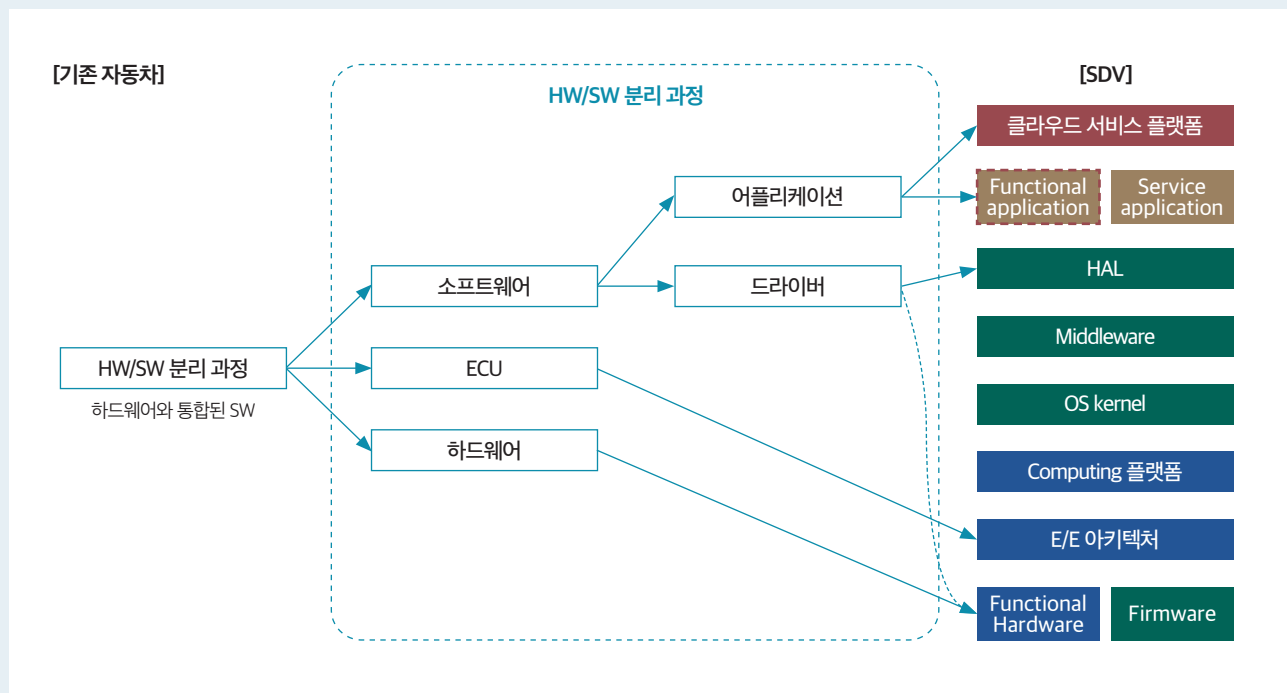 [기존 자동차]
HW/SW 분리 과정
[SDV]
클라우드 서비스 플랫폼
어플리케이션
Functional
application
Service
application
소프트웨어
드라이버
HAL
Middleware
HW/SW 분리 과정
하드웨어와 통합된 SW
ECU
OS kernel
하드웨어
Computing 플랫폼
E/E 아키텍처
Functional
Hardware
Firmware